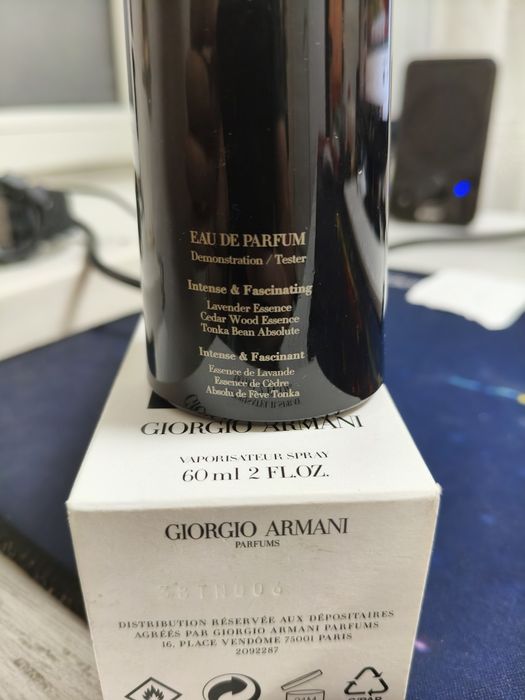 EAU DE PARFUM
Demonstration / Tester
Intense & Fascinating
Lavender Essence
Cedar Wood Essence
Tonka Bean Absolute
Intense & Fascinant
Essence de Lavande
Essence de Cèdre
Absolu de Fève Tonka
GIORGIO ARMANI
VAPORISATEUR SPRAY
60 ml 2 FL.OZ.
GIORGIO ARMANI
PARFUMS
DISTRIBUTION RÉSERVÉE AUX DÉPOSITAIRES
AGRÉÉS PAR GIORGIO ARMANI PARFUMS
16, PLACE VENDÔME 75001 PARIS
2092287